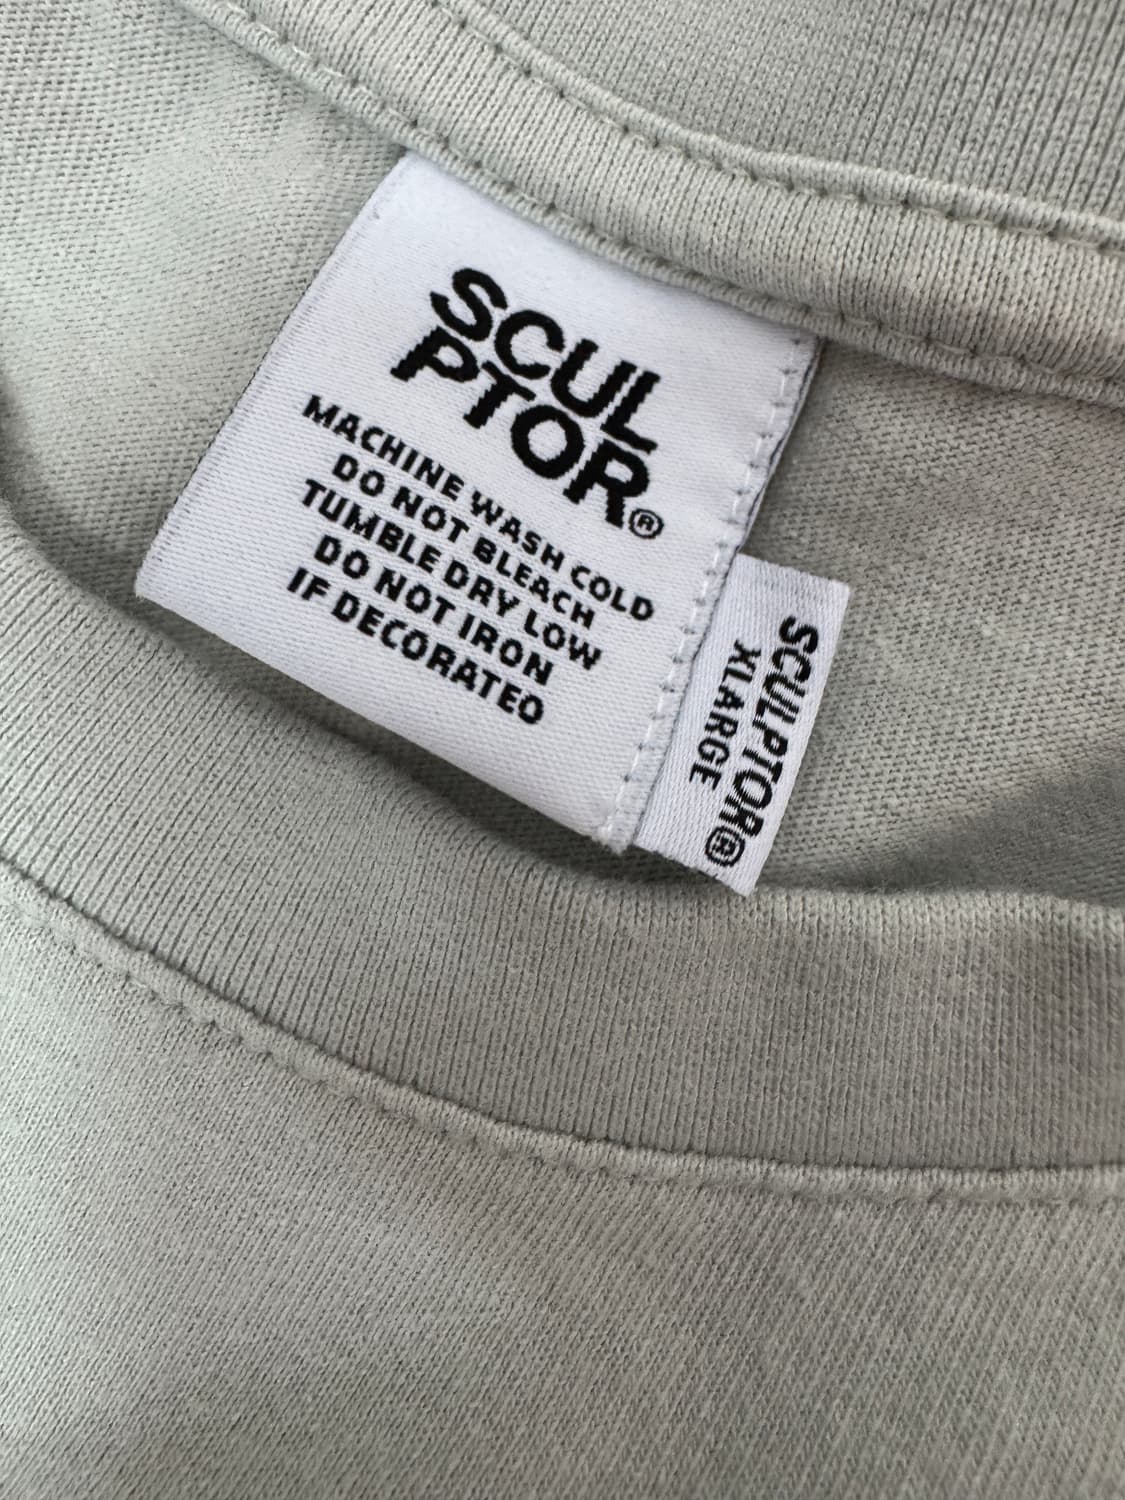 SCUL
PTOR®
MACHINE WASH COLD
DO NOT BLEACH
TUMBLE DRY LOW
DO NOT IRON
IF DECORATED
SCULPTOR®
XLARGE